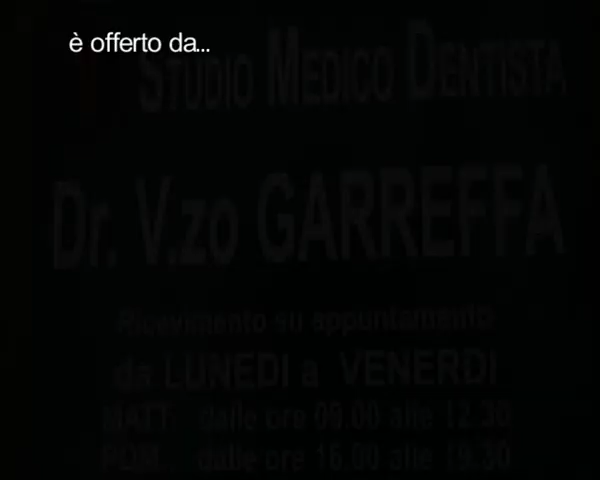 è offerto da...
STUDIO MEDICO DENTISTA
Dr. V.zo GARREFFA
Ricevimento su appuntamento
da LUNEDI a VENERDI
MATT. dalle ore 09.00 alle 12.30
POM. dalle ore 16.00 alle 19.30